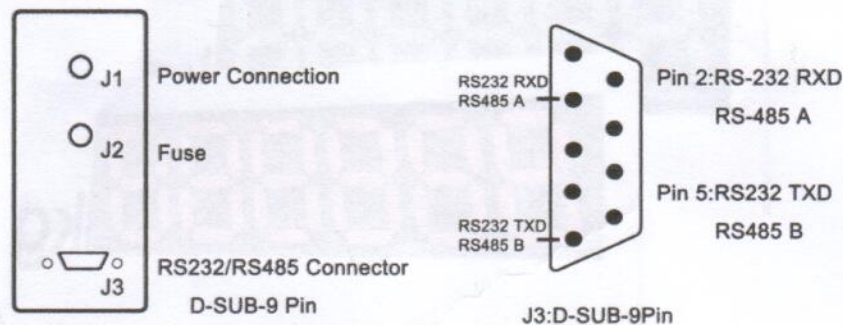 J1 Power Connection
J2 Fuse
J3 RS232/RS485 Connector
D-SUB-9 Pin
RS232 RXD
RS485 A
RS232 TXD
RS485 B
Pin 2:RS-232 RXD
RS-485 A
Pin 5:RS232 TXD
RS485 B
J3:D-SUB-9Pin